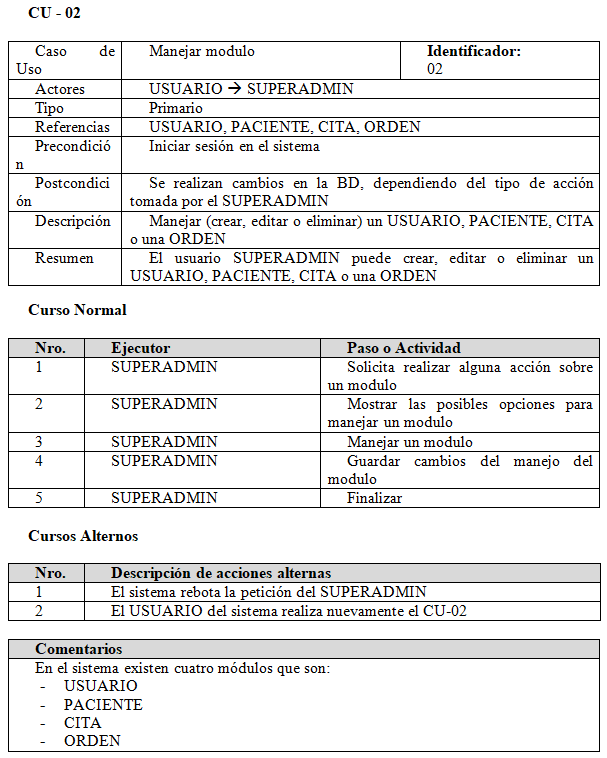 CU - 02
Caso de Uso
Manejar modulo
Identificador: 02
Actores
USUARIO → SUPERADMIN
Tipo
Primario
Referencias
USUARIO, PACIENTE, CITA, ORDEN
Precondició
n
Iniciar sesión en el sistema
Postcondici
ón
Se realizan cambios en la BD, dependiendo del tipo de acción
tomada por el SUPERADMIN
Descripción
Manejar (crear, editar o eliminar) un USUARIO, PACIENTE, CITA
o una ORDEN
Resumen
El usuario SUPERADMIN puede crear, editar o eliminar un
USUARIO, PACIENTE, CITA o una ORDEN
Curso Normal
Nro.
Ejecutor
Paso o Actividad
1
SUPERADMIN
Solicita realizar alguna acción sobre
un modulo
2
SUPERADMIN
Mostrar las posibles opciones para
manejar un modulo
3
SUPERADMIN
Manejar un modulo
4
SUPERADMIN
Guardar cambios del manejo del
modulo
5
SUPERADMIN
Finalizar
Cursos Alternos
Nro.
Descripción de acciones alternas
1
El sistema rebota la petición del SUPERADMIN
2
El USUARIO del sistema realiza nuevamente el CU-02
Comentarios
En el sistema existen cuatro módulos que son:
- USUARIO
- PACIENTE
- CITA
- ORDEN